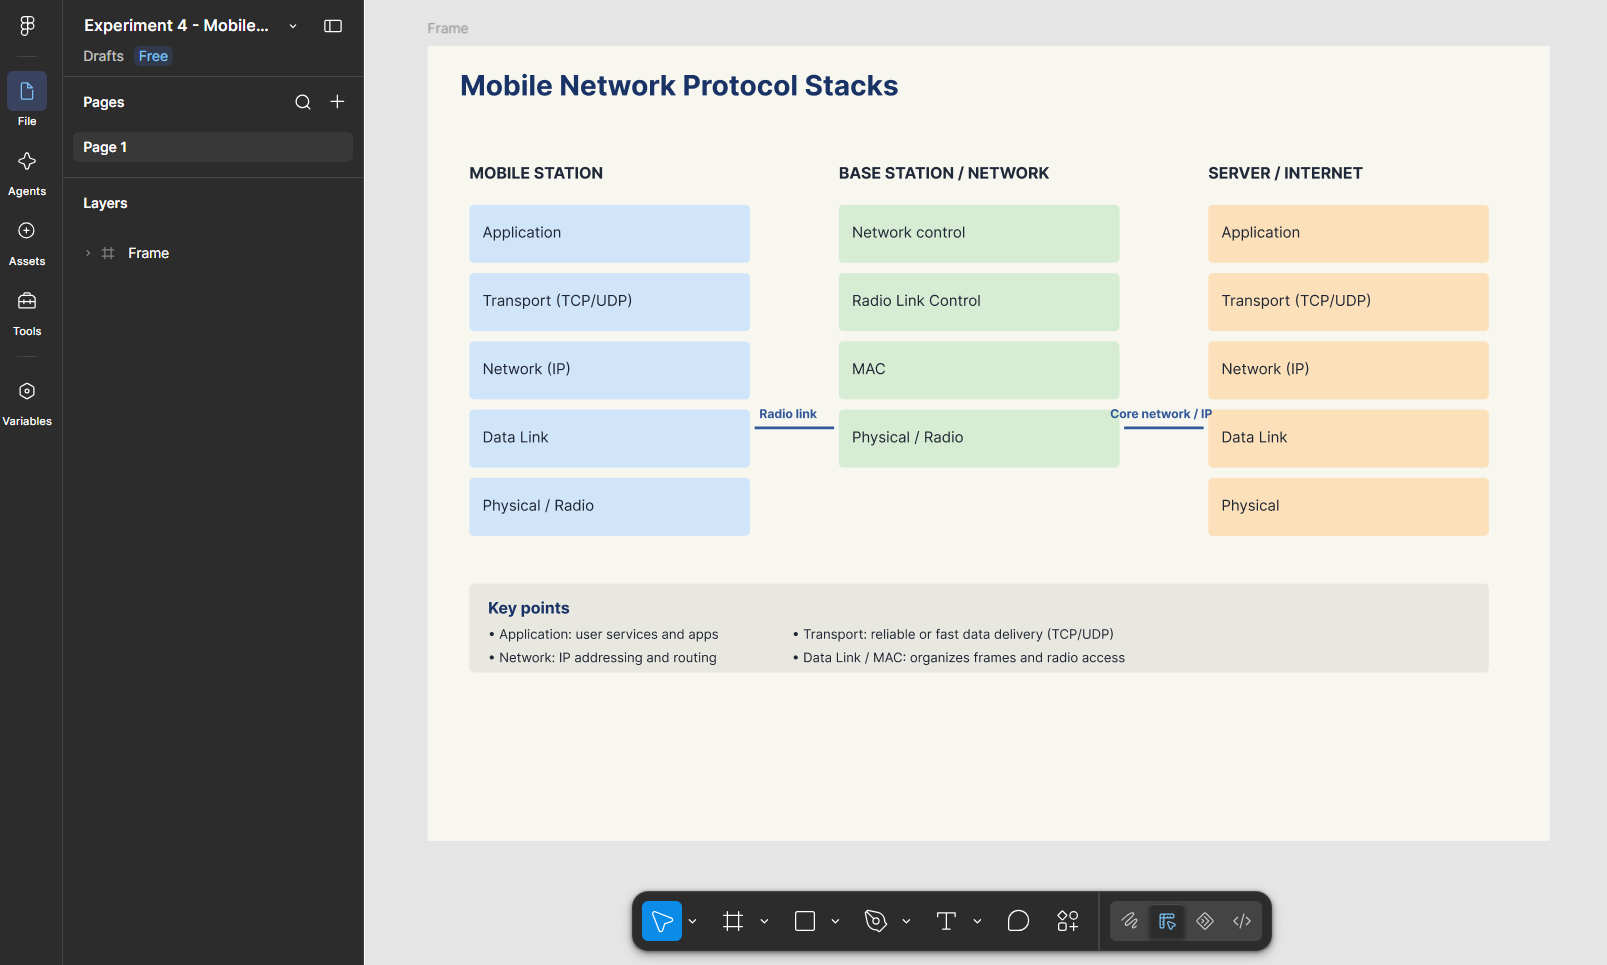 Experiment 4 - Mobile...
Drafts Free
File
Agents
Assets
Tools
Variables
Pages
Page 1
Layers
Frame
Frame
Mobile Network Protocol Stacks
MOBILE STATION
Application
Transport (TCP/UDP)
Network (IP)
Data Link
Physical / Radio
Radio link
BASE STATION / NETWORK
Network control
Radio Link Control
MAC
Physical / Radio
Core network / IP
SERVER / INTERNET
Application
Transport (TCP/UDP)
Network (IP)
Data Link
Physical
Key points
• Application: user services and apps
• Network: IP addressing and routing
• Transport: reliable or fast data delivery (TCP/UDP)
• Data Link / MAC: organizes frames and radio access